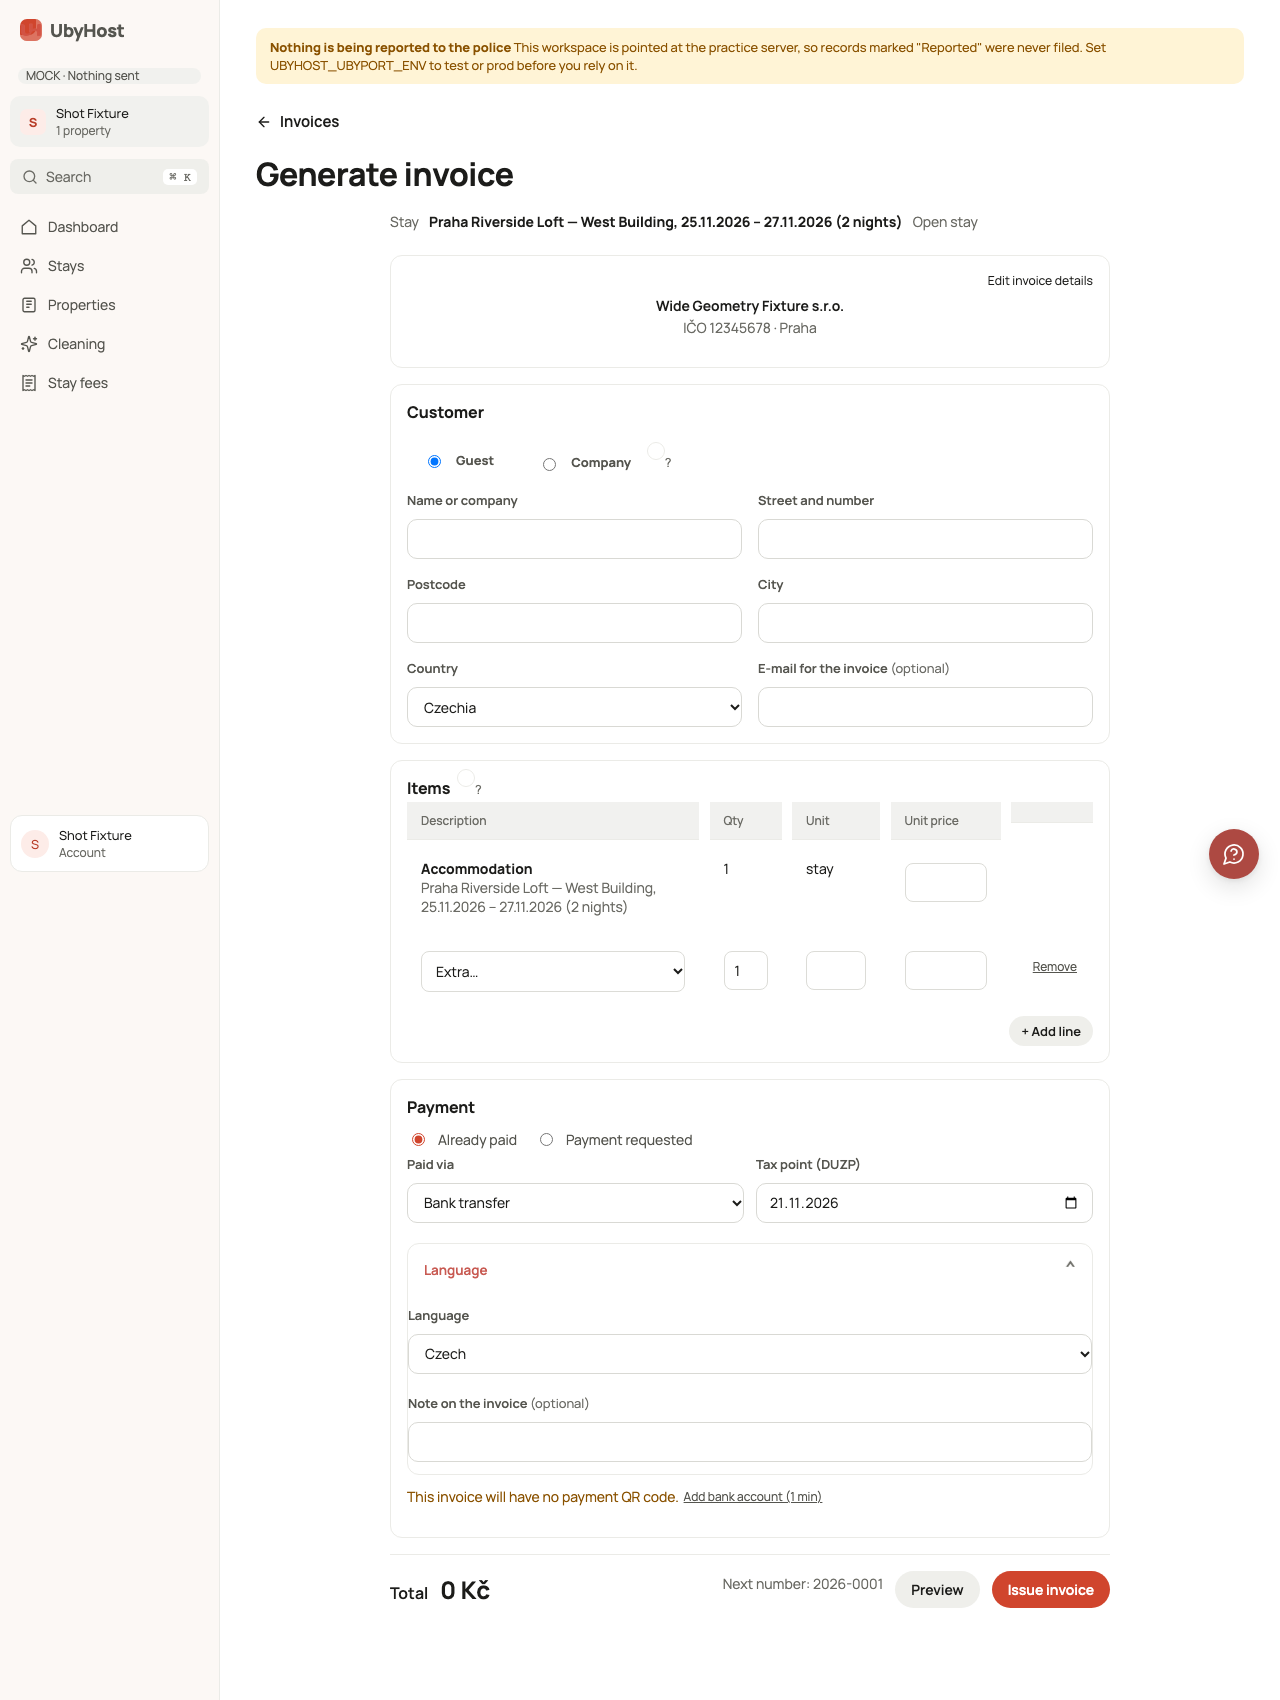 UbyHost
MOCK · Nothing sent
S
Shot Fixture
1 property
Search
⌘ K
Dashboard
Stays
Properties
Cleaning
Stay fees
S
Shot Fixture
Account
Nothing is being reported to the police This workspace is pointed at the practice server, so records marked "Reported" were never filed. Set
UBYHOST_UBYPORT_ENV to test or prod before you rely on it.
← Invoices
Generate invoice
Stay Praha Riverside Loft — West Building, 25.11.2026 – 27.11.2026 (2 nights) Open stay
Edit invoice details
Wide Geometry Fixture s.r.o.
IČO 12345678 · Praha
Customer
Guest Company ?
Name or company Street and number
Postcode City
Country E-mail for the invoice (optional)
Czechia
Items ?
Description Qty Unit Unit price
Accommodation 1 stay
Praha Riverside Loft — West Building,
25.11.2026 – 27.11.2026 (2 nights)
Extra… 1 Remove
+ Add line
Payment
Already paid Payment requested
Paid via Tax point (DUZP)
Bank transfer 21.11.2026
Language
Language
Czech
Note on the invoice (optional)
This invoice will have no payment QR code. Add bank account (1 min)
Total 0 Kč Next number: 2026-0001 Preview Issue invoice